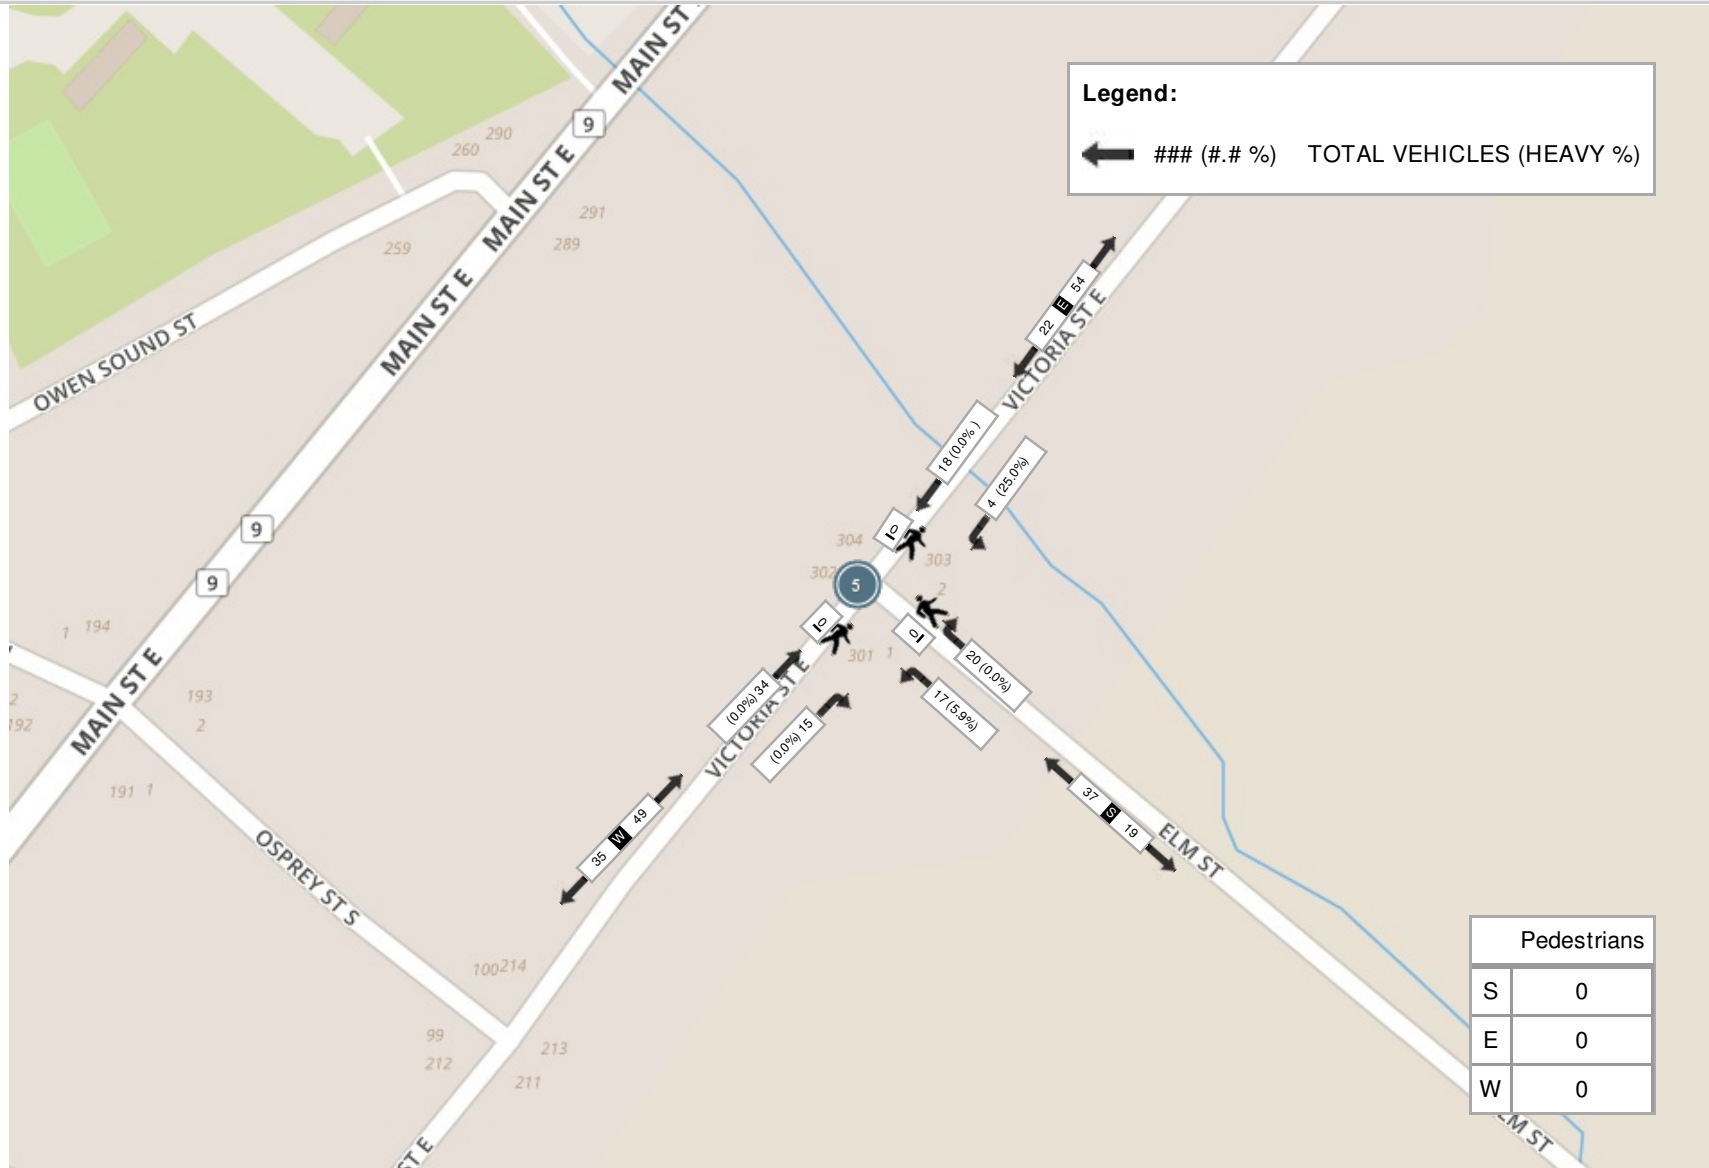 MAIN ST E
9
Legend:
### (#.# %) TOTAL VEHICLES (HEAVY %)
290
260
MAIN ST E
291
289
259
MAIN ST E
OWEN SOUND ST
22 E 54
VICTORIA ST E
18 (0.0% )
4 (25.0%)
9
9
304
303
302
5
2
0
0
0
301 1
1 194
20 (0.0%)
17 (5.9%)
(0.0%) 34
(0.0%) 15
VICTORIA ST E
MAIN ST E
193
2
2
192
191 1
35 W 49
37 S 19
ELM ST
OSPREY ST S
100 214
99
212
213
211
Pedestrians
S 0
E 0
W 0
ELM ST
ST E